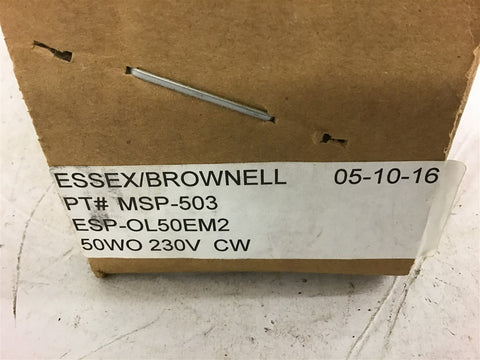 ESSEX/BROWNELL 05-10-16
PT# MSP-503
ESP-OL50EM2
50WO 230V CW